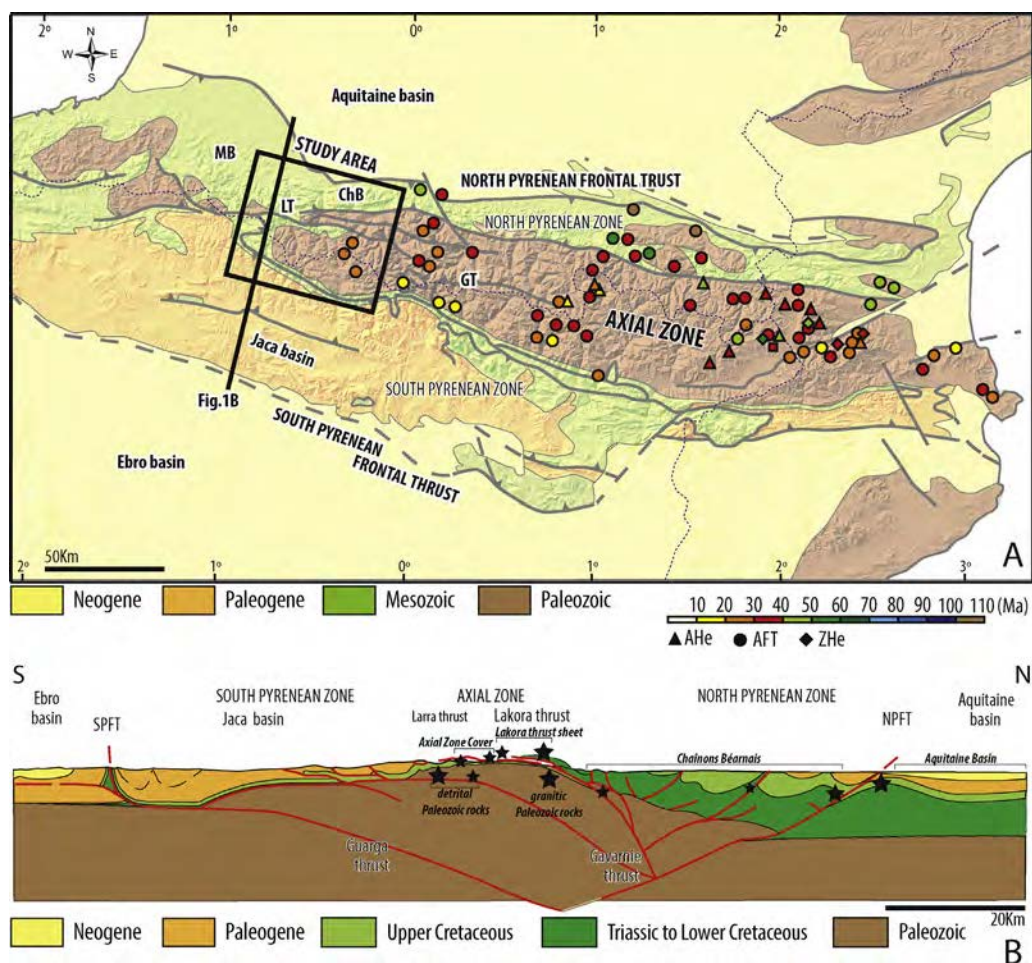 2° 1° 0° 1° 2°
N
W E
S
Aquitaine basin
MB
STUDY AREA
ChB
NORTH PYRENEAN FRONTAL TRUST
NORTH PYRENEAN ZONE
LT
GT
AXIAL ZONE
Jaca basin
SOUTH PYRENEAN ZONE
Fig.1B
SOUTH PYRENEAN
FRONTAL THRUST
Ebro basin
50Km
A
2° 1° 0° 1° 2° 3°
Neogene Paleogene Mesozoic Paleozoic
10 20 30 40 50 60 70 80 90 100 110 (Ma)
AHe AFT ZHe
S N
Ebro
basin
SPFT
SOUTH PYRENEAN ZONE
Jaca basin
AXIAL ZONE
Larra thrust
Lakora thrust
Lakora thrust sheet
Axial Zone Cover
NORTH PYRENEAN ZONE
NPFT
Aquitaine
basin
Chainons Béarnais
Aquitaine Basin
detrital
Paleozoic rocks
granitic
Paleozoic rocks
Guarga
thrust
Gavarnie
thrust
20Km
Neogene Paleogene Upper Cretaceous Triassic to Lower Cretaceous Paleozoic
B